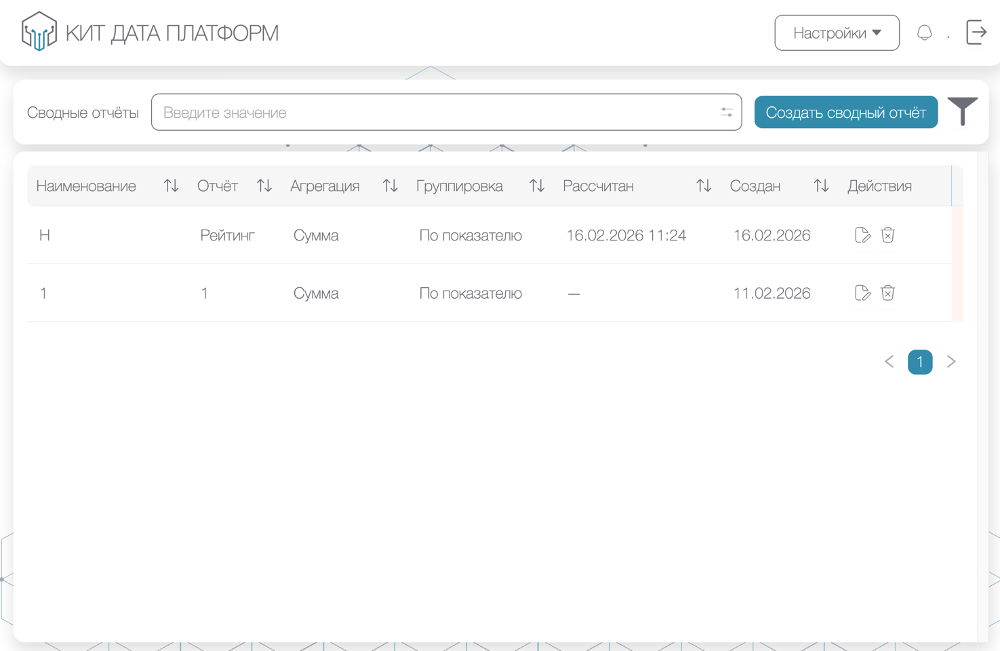 КИТ ДАТА ПЛАТФОРМ
Настройки
.
Сводные отчёты
Введите значение
Создать сводный отчёт
Наименование Отчёт Агрегация Группировка Рассчитан Создан Действия
Н Рейтинг Сумма По показателю 16.02.2026 11:24 16.02.2026
1 1 Сумма По показателю — 11.02.2026
1